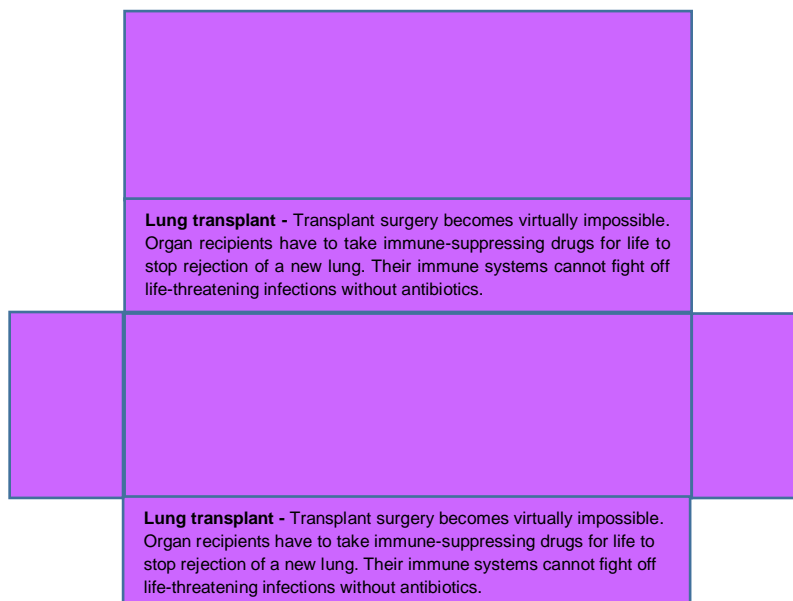 Lung transplant - Transplant surgery becomes virtually impossible.
Organ recipients have to take immune-suppressing drugs for life to
stop rejection of a new lung. Their immune systems cannot fight off
life-threatening infections without antibiotics.
Lung transplant - Transplant surgery becomes virtually impossible.
Organ recipients have to take immune-suppressing drugs for life to
stop rejection of a new lung. Their immune systems cannot fight off
life-threatening infections without antibiotics.